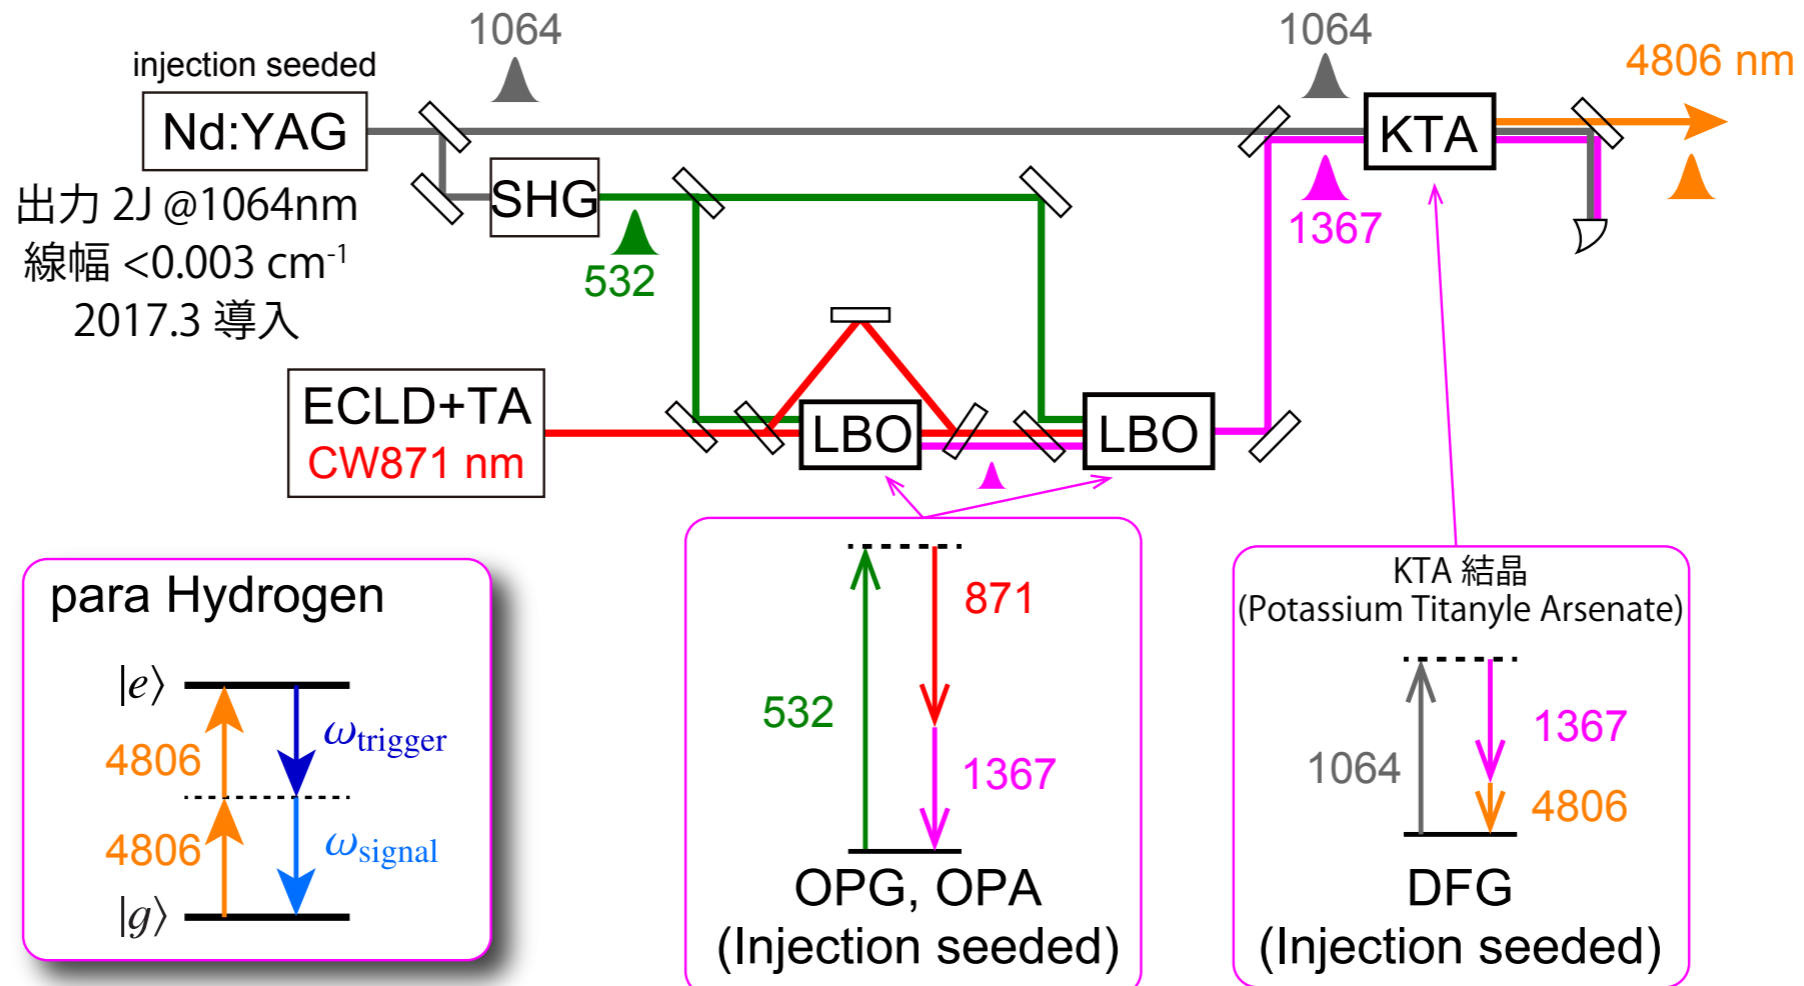 1064
1064
4806 nm
injection seeded
Nd:YAG
KTA
出力 2J @1064nm
線幅 <0.003 cm⁻¹
2017.3 導入
SHG
532
1367
ECLD+TA
CW871 nm
LBO
LBO
para Hydrogen
|e⟩
4806
ωtrigger
4806
ωsignal
|g⟩
871
532
1367
OPG, OPA
(Injection seeded)
KTA 結晶
(Potassium Titanyle Arsenate)
1367
1064
4806
DFG
(Injection seeded)